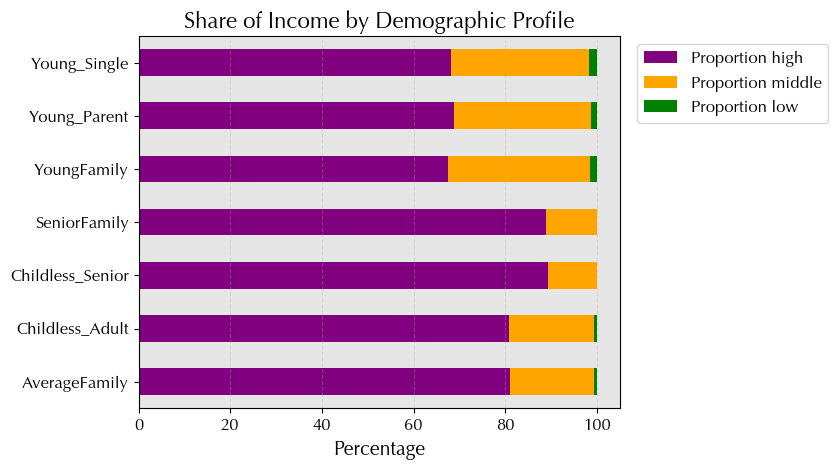 Share of Income by Demographic Profile
Young_Single
Young_Parent
YoungFamily
SeniorFamily
Childless_Senior
Childless_Adult
AverageFamily
0 20 40 60 80 100
Percentage
Proportion high
Proportion middle
Proportion low